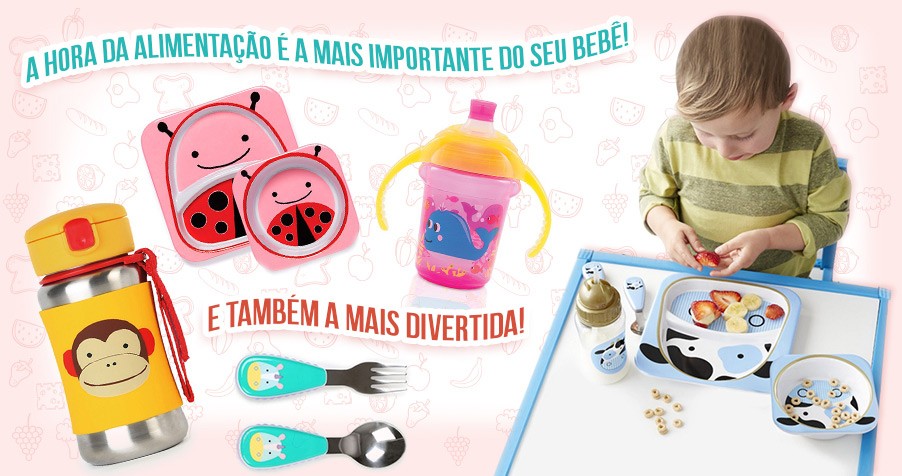 A HORA DA ALIMENTAÇÃO É A MAIS IMPORTANTE DO SEU BEBÊ!
E TAMBÉM A MAIS DIVERTIDA!